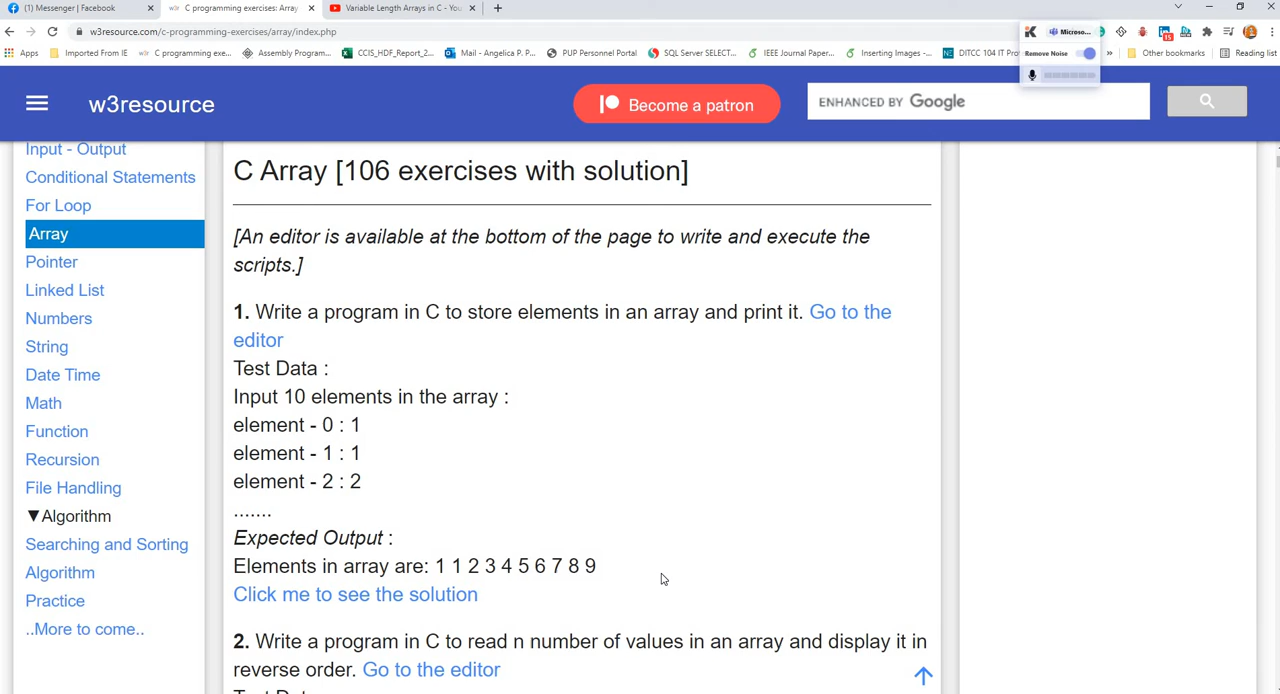 (1) Messenger | Facebook
C programming exercises: Array
Variable Length Arrays in C - You
w3resource.com/c-programming-exercises/array/index.php
Apps
Imported From IE
C programming exe...
Assembly Program...
CCIS_HDF_Report_2...
Mail - Angelica P. P...
PUP Personnel Portal
SQL Server SELECT...
IEEE Journal Paper...
Inserting Images -...
DITCC 104 IT Pro
»
Other bookmarks
Reading list
15
Microso...
Remove Noise
w3resource
Become a patron
ENHANCED BY Google
Input - Output
Conditional Statements
For Loop
Array
Pointer
Linked List
Numbers
String
Date Time
Math
Function
Recursion
File Handling
▼Algorithm
Searching and Sorting
Algorithm
Practice
..More to come..
C Array [106 exercises with solution]
[An editor is available at the bottom of the page to write and execute the
scripts.]
1. Write a program in C to store elements in an array and print it. Go to the
editor
Test Data :
Input 10 elements in the array :
element - 0 : 1
element - 1 : 1
element - 2 : 2
.......
Expected Output :
Elements in array are: 1 1 2 3 4 5 6 7 8 9
Click me to see the solution
2. Write a program in C to read n number of values in an array and display it in
reverse order. Go to the editor